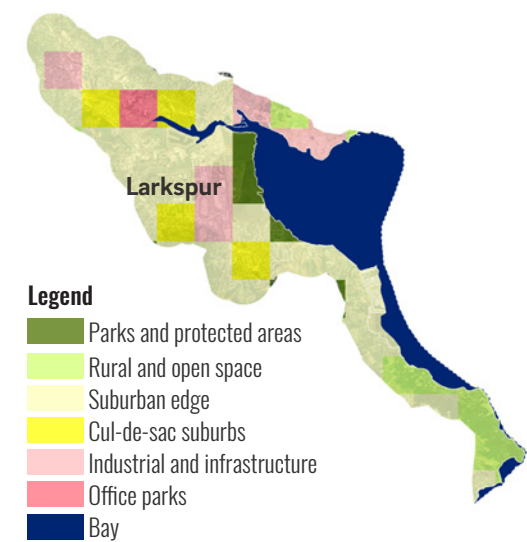 Larkspur
Legend
Parks and protected areas
Rural and open space
Suburban edge
Cul-de-sac suburbs
Industrial and infrastructure
Office parks
Bay